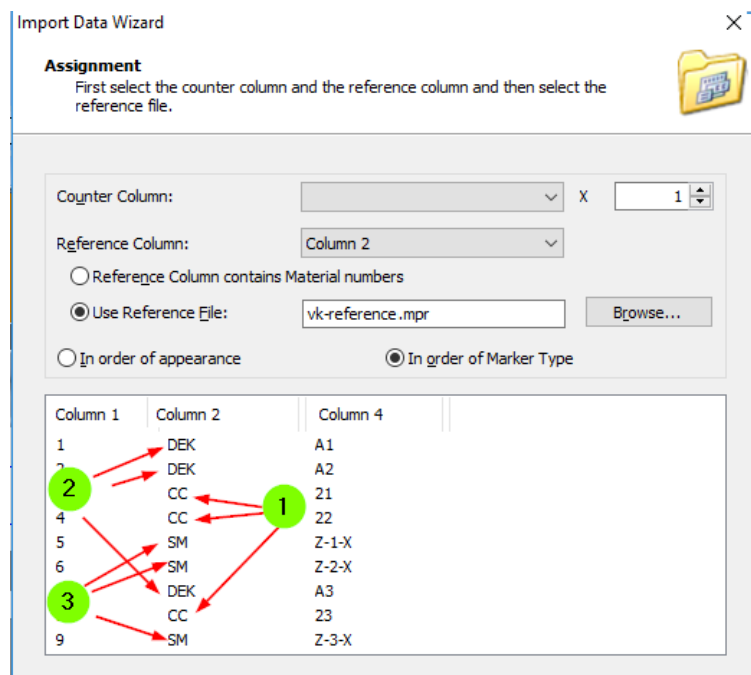 Import Data Wizard
Assignment
First select the counter column and the reference column and then select the
reference file.
Counter Column: X 1
Reference Column: Column 2
Reference Column contains Material numbers
Use Reference File: vk-reference.mpr Browse...
In order of appearance In order of Marker Type
Column 1 Column 2 Column 4
1 DEK A1
DEK A2
2
CC 21
1
4 CC 22
5 SM Z-1-X
6 SM Z-2-X
DEK A3
3
CC 23
9 SM Z-3-X